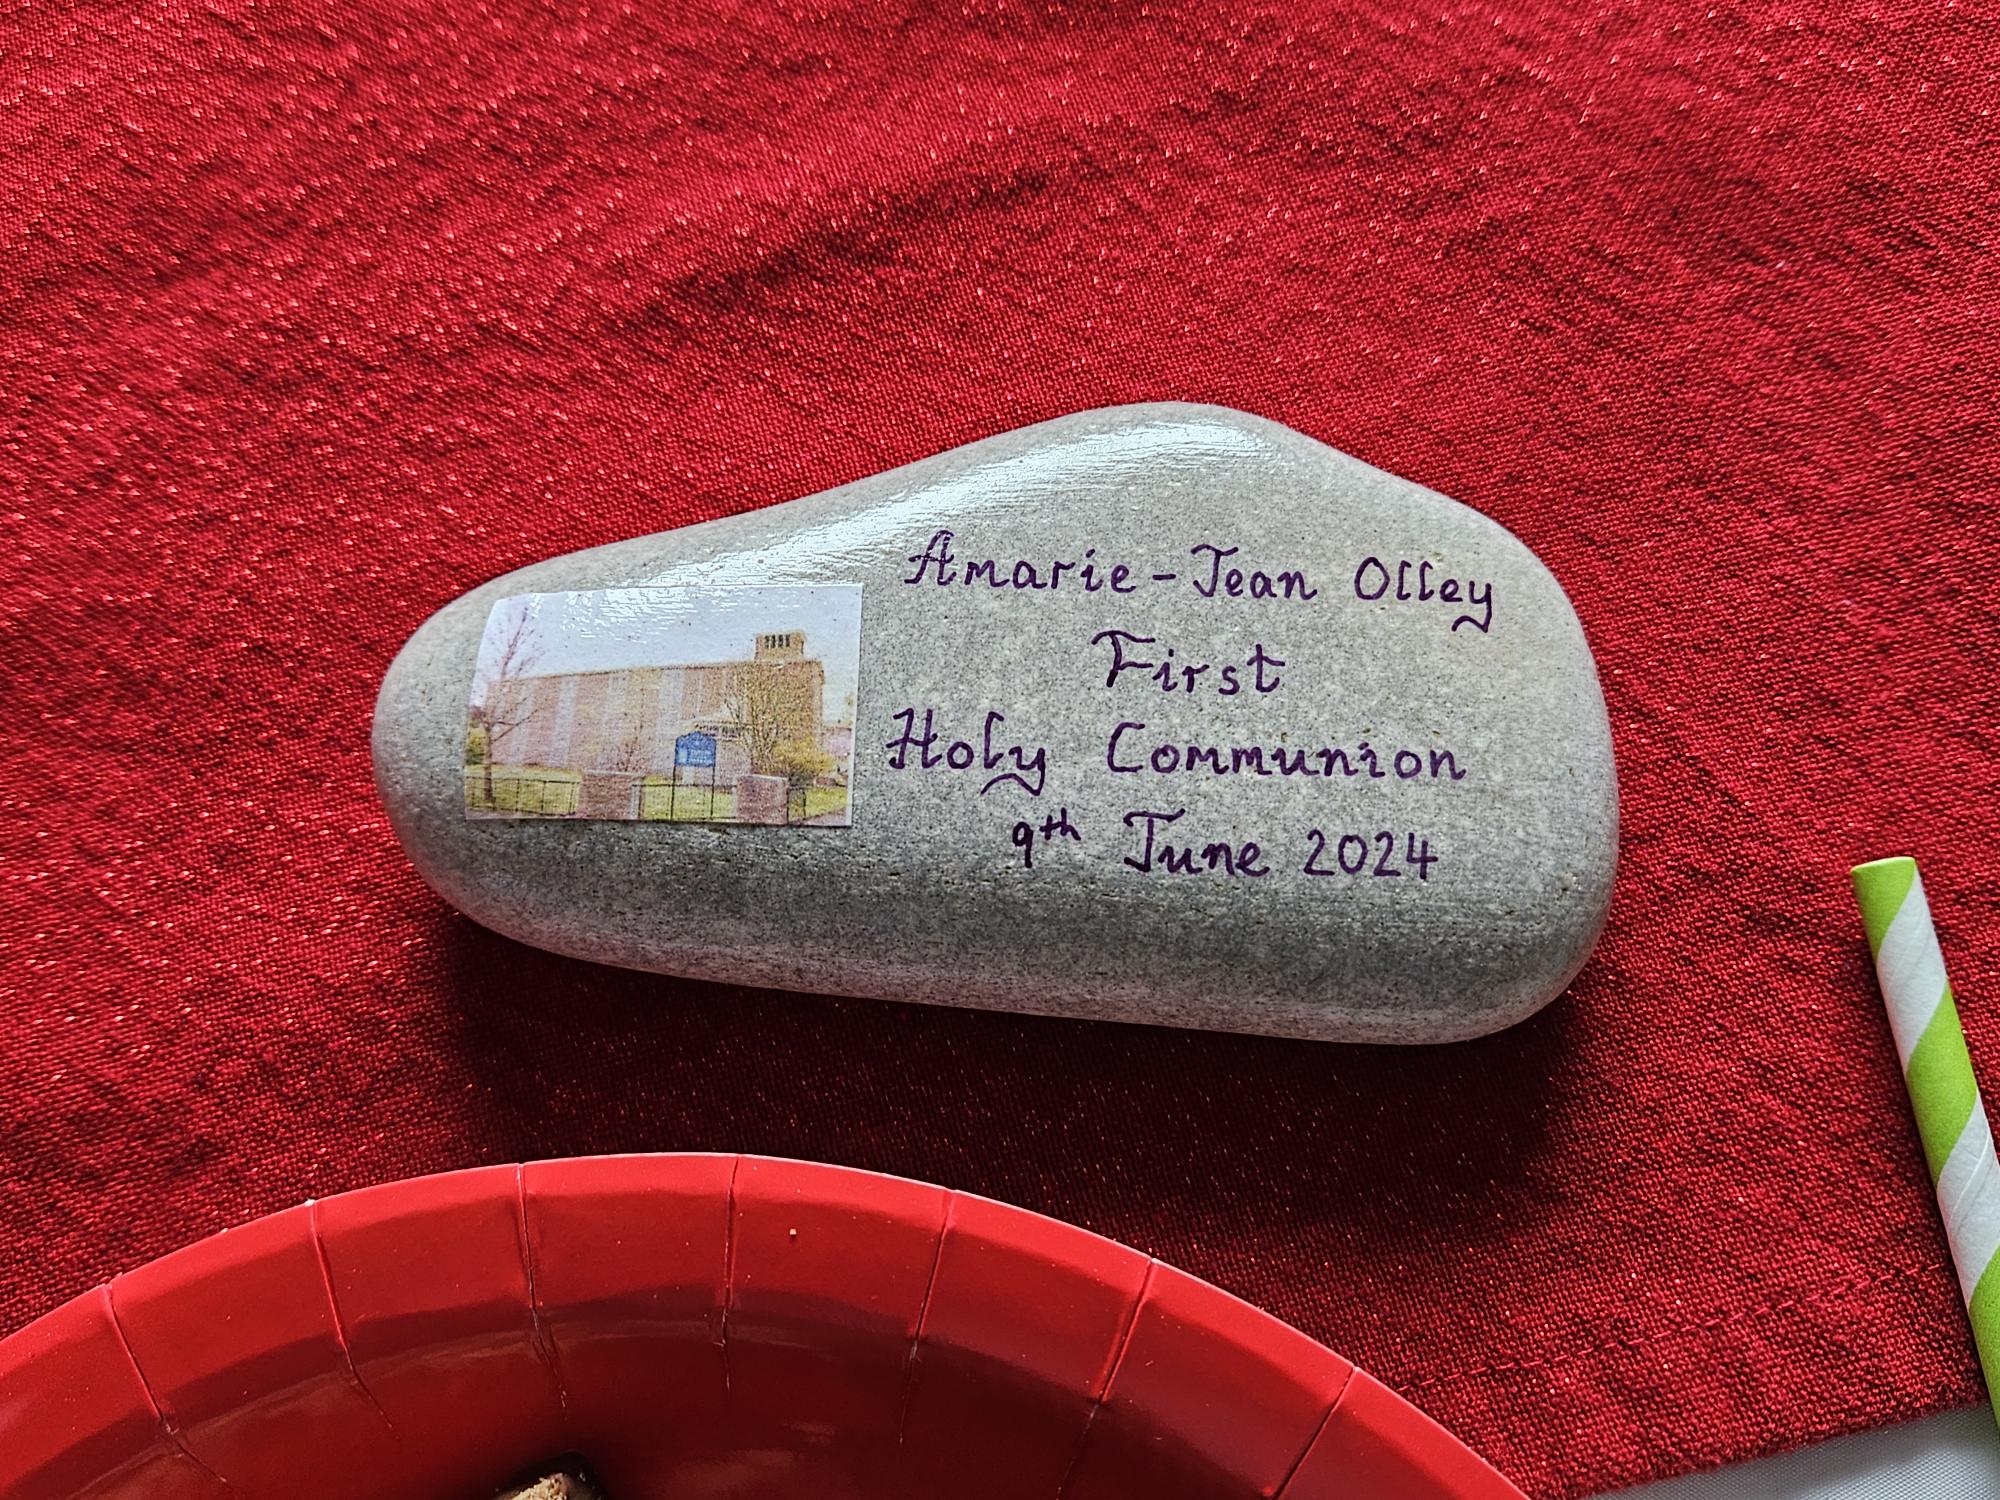 Amarie-Jean Olley
First
Holy Communion
9th June 2024